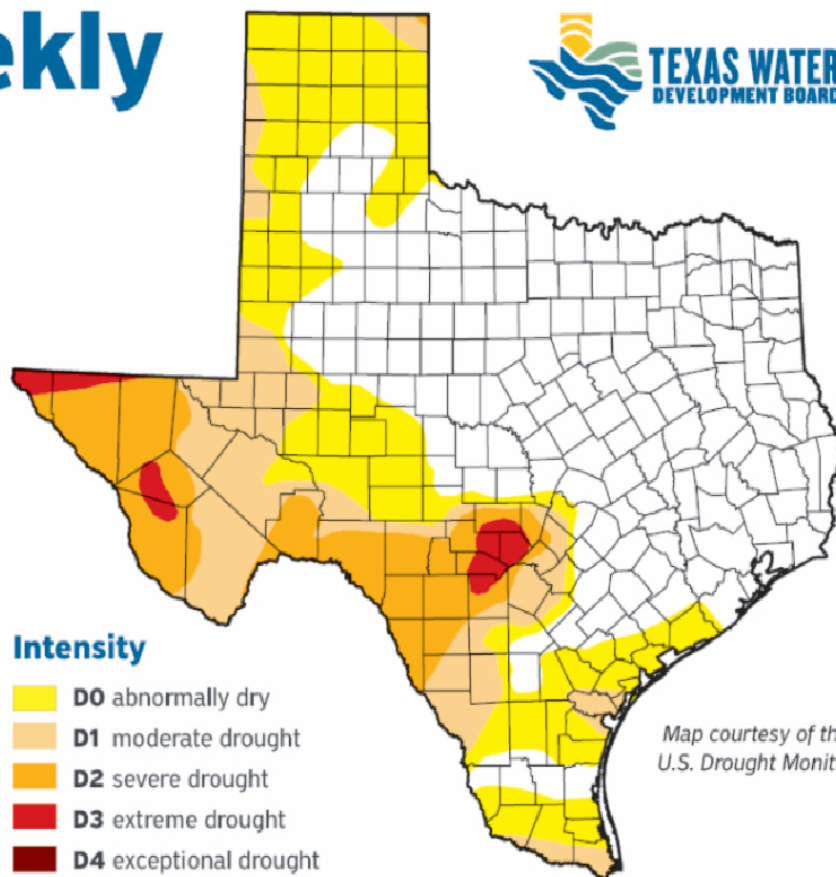 ekly
TEXAS WATER
DEVELOPMENT BOARD
Intensity
D0 abnormally dry
D1 moderate drought
D2 severe drought
D3 extreme drought
D4 exceptional drought
Map courtesy of th
U.S. Drought Monit